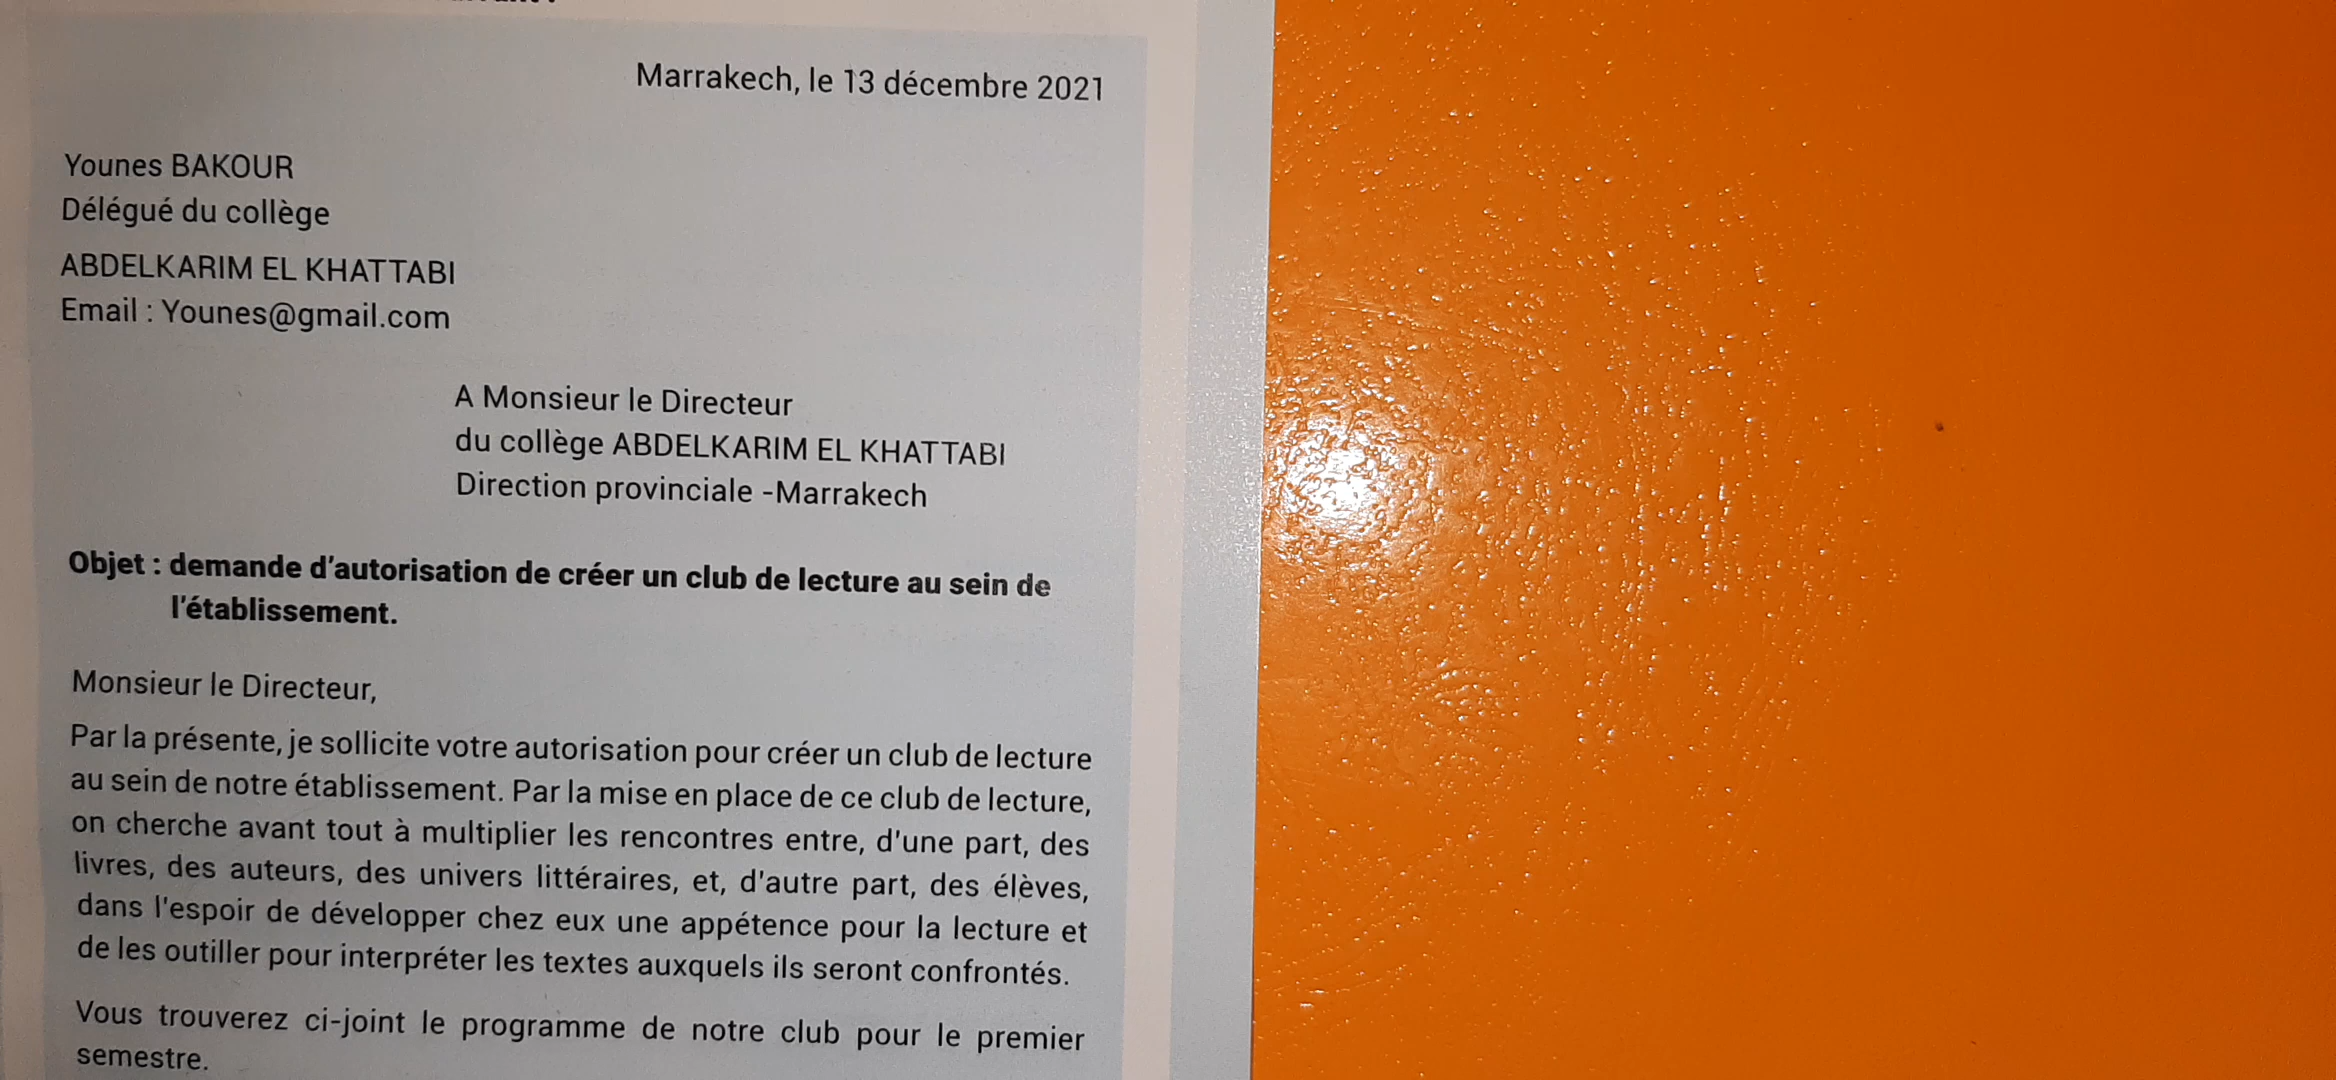 Marrakech, le 13 décembre 2021
Younes BAKOUR
Délégué du collège
ABDELKARIM EL KHATTABI
Email : Younes@gmail.com
A Monsieur le Directeur
du collège ABDELKARIM EL KHATTABI
Direction provinciale -Marrakech
Objet : demande d'autorisation de créer un club de lecture au sein de
l'établissement.
Monsieur le Directeur,
Par la présente, je sollicite votre autorisation pour créer un club de lecture
au sein de notre établissement. Par la mise en place de ce club de lecture,
on cherche avant tout à multiplier les rencontres entre, d'une part, des
livres, des auteurs, des univers littéraires, et, d'autre part, des élèves,
dans l'espoir de développer chez eux une appétence pour la lecture et
de les outiller pour interpréter les textes auxquels ils seront confrontés.
Vous trouverez ci-joint le programme de notre club pour le premier
semestre.